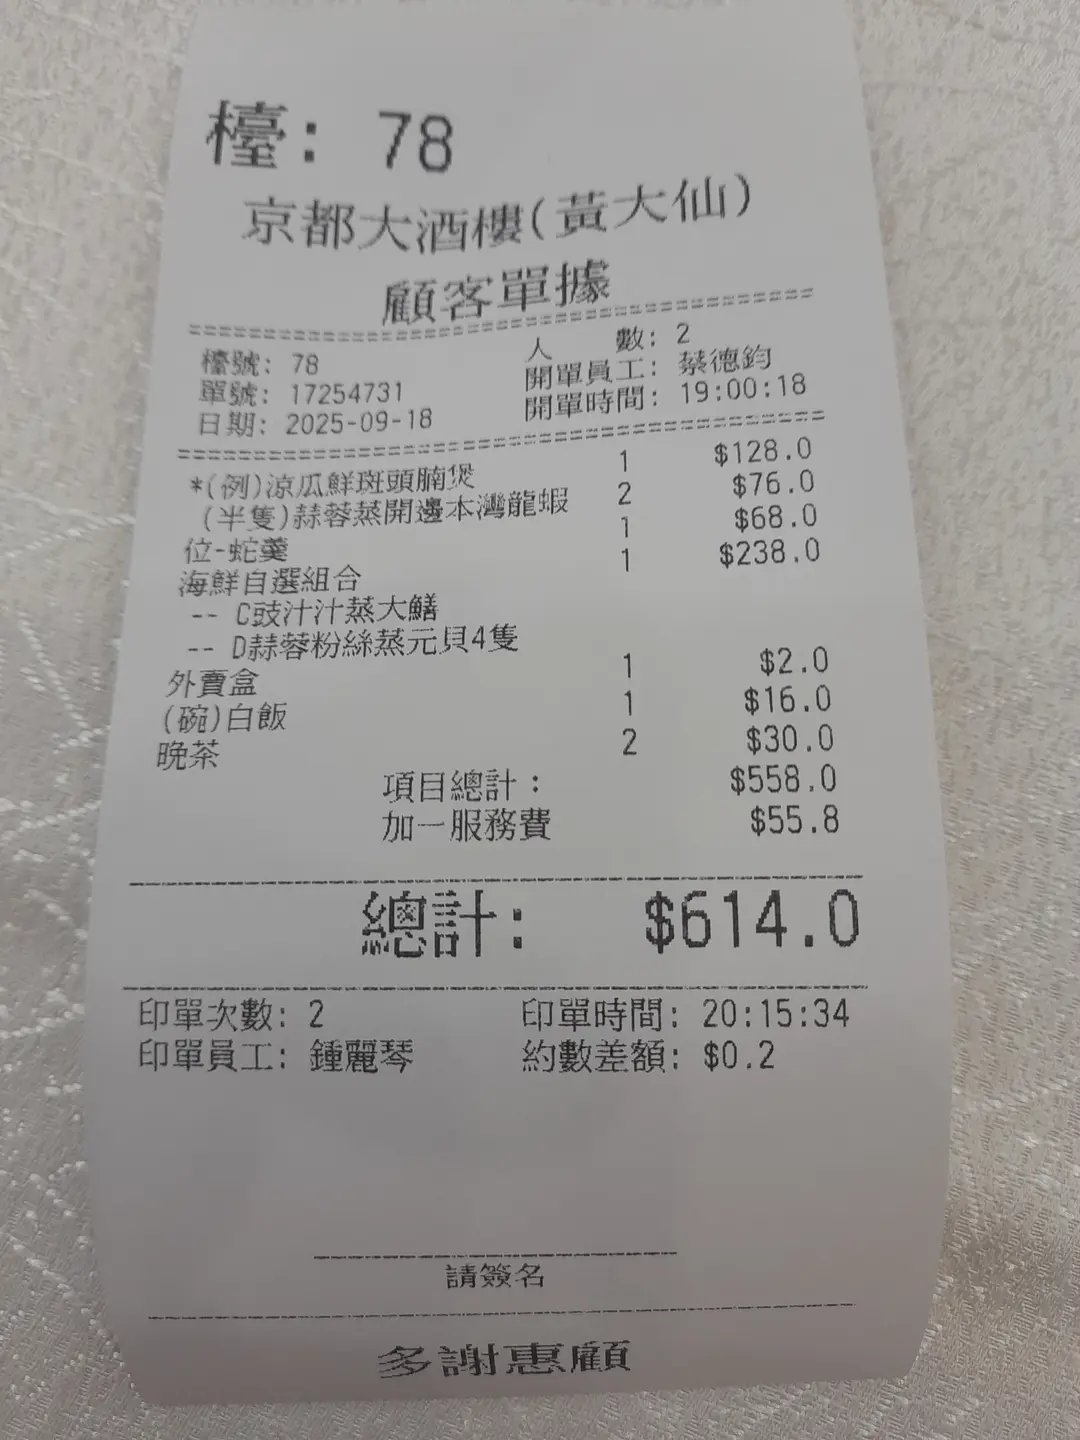 檯: 78
京都大酒樓(黃大仙)
顧客單據
檯號: 78 人 數: 2
單號: 17254731 開單員工: 蔡德鈞
日期: 2025-09-18 開單時間: 19:00:18
*(例)涼瓜鮮斑頭腩煲 1 $128.0
(半隻)蒜蓉蒸開邊本灣龍蝦 2 $76.0
位-蛇羹 1 $68.0
海鮮自選組合 1 $238.0
-- C豉汁汁蒸大鱔
-- D蒜蓉粉絲蒸元貝4隻
外賣盒 1 $2.0
(碗)白飯 1 $16.0
晚茶 2 $30.0
項目總計: $558.0
加一服務費 $55.8
總計: $614.0
印單次數: 2 印單時間: 20:15:34
印單員工: 鍾麗琴 約數差額: $0.2
請簽名
多謝惠顧